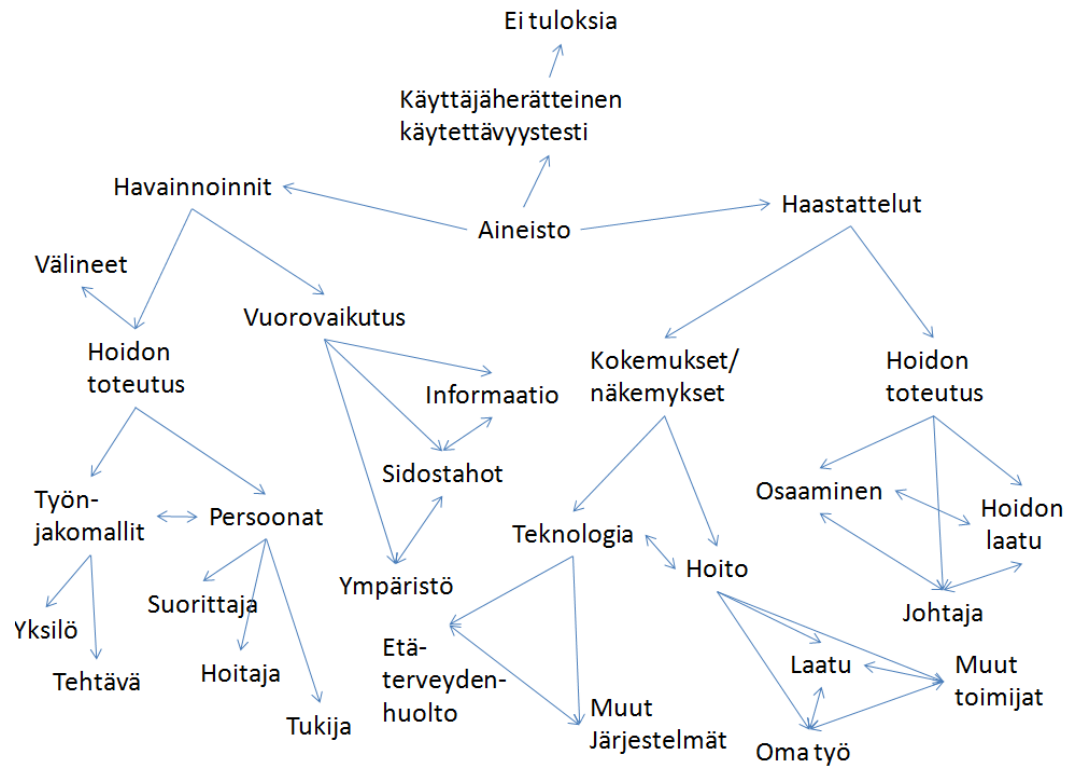 Ei tuloksia
Käyttäjäherätteinen
käytettävyystesti
Havainnoinnit
Aineisto
Haastattelut
Välineet
Vuorovaikutus
Hoidon
toteutus
Informaatio
Kokemukset/
näkemykset
Hoidon
toteutus
Sidostahot
Työn-
jakomallit
Persoonat
Teknologia
Osaaminen
Hoidon
laatu
Ympäristö
Hoito
Suorittaja
Johtaja
Yksilö
Tehtävä
Hoitaja
Tukija
Etä-
terveyden-
huolto
Muut
Järjestelmät
Laatu
Muut
toimijat
Oma työ